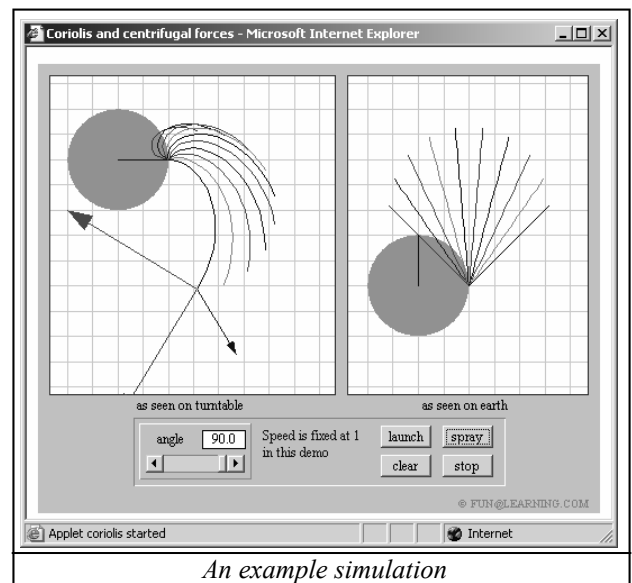 Coriolis and centrifugal forces - Microsoft Internet Explorer
as seen on turntable
as seen on earth
angle 90.0
Speed is fixed at 1
in this demo
launch spray
clear stop
© FUN@LEARNING.COM
Applet coriolis started Internet
An example simulation